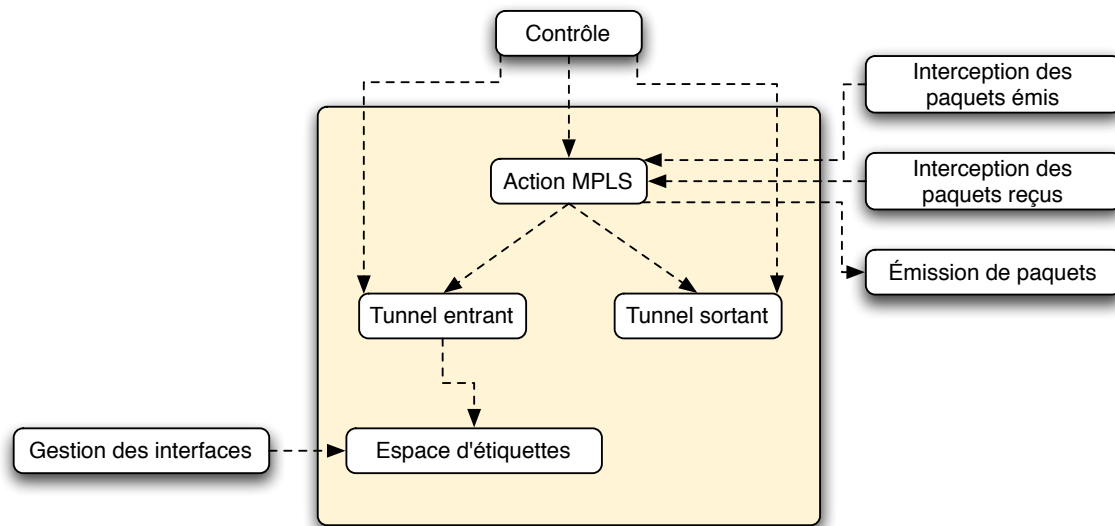 Contrôle
Interception des
paquets émis
Action MPLS
Interception des
paquets reçus
Émission de paquets
Tunnel entrant
Tunnel sortant
Gestion des interfaces
Espace d'étiquettes